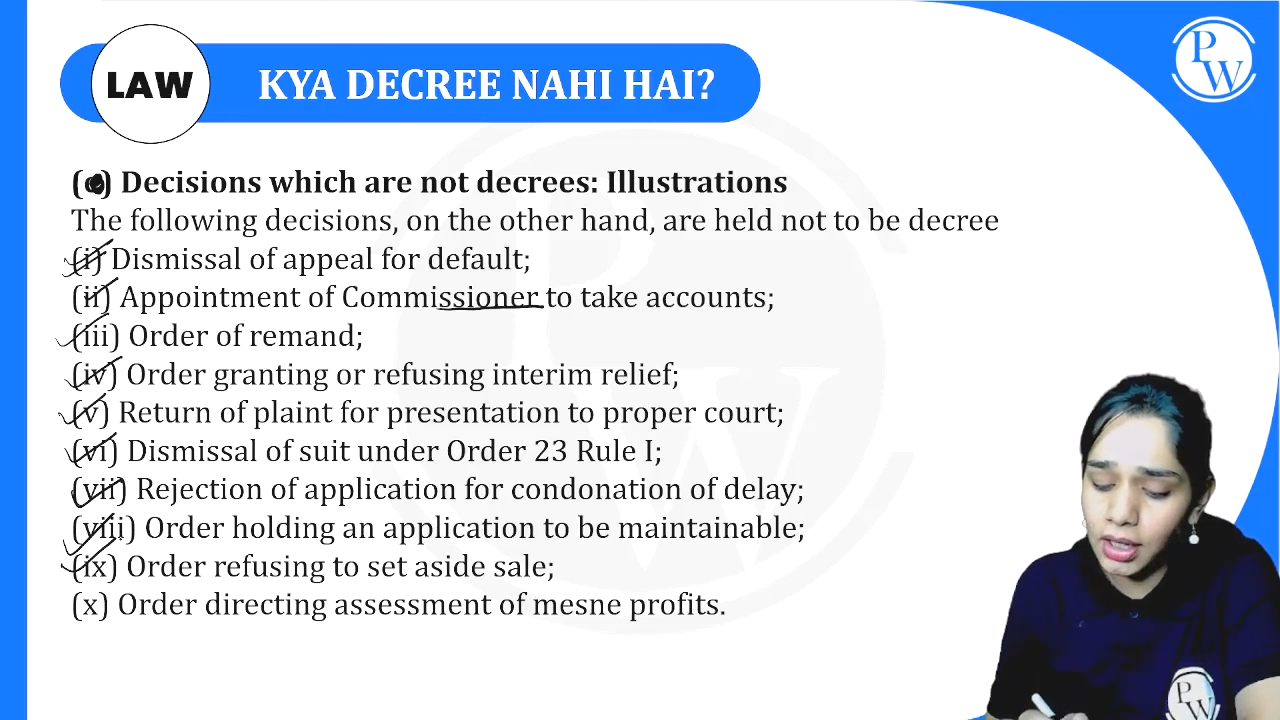 LAW
KYA DECREE NAHI HAI?
PW
() Decisions which are not decrees: Illustrations
The following decisions, on the other hand, are held not to be decree
(i) Dismissal of appeal for default;
(ii) Appointment of Commissioner to take accounts;
(iii) Order of remand;
(iv) Order granting or refusing interim relief;
(v) Return of plaint for presentation to proper court;
(vi) Dismissal of suit under Order 23 Rule I;
(vii) Rejection of application for condonation of delay;
(viii) Order holding an application to be maintainable;
(ix) Order refusing to set aside sale;
(x) Order directing assessment of mesne profits.
PW
PW